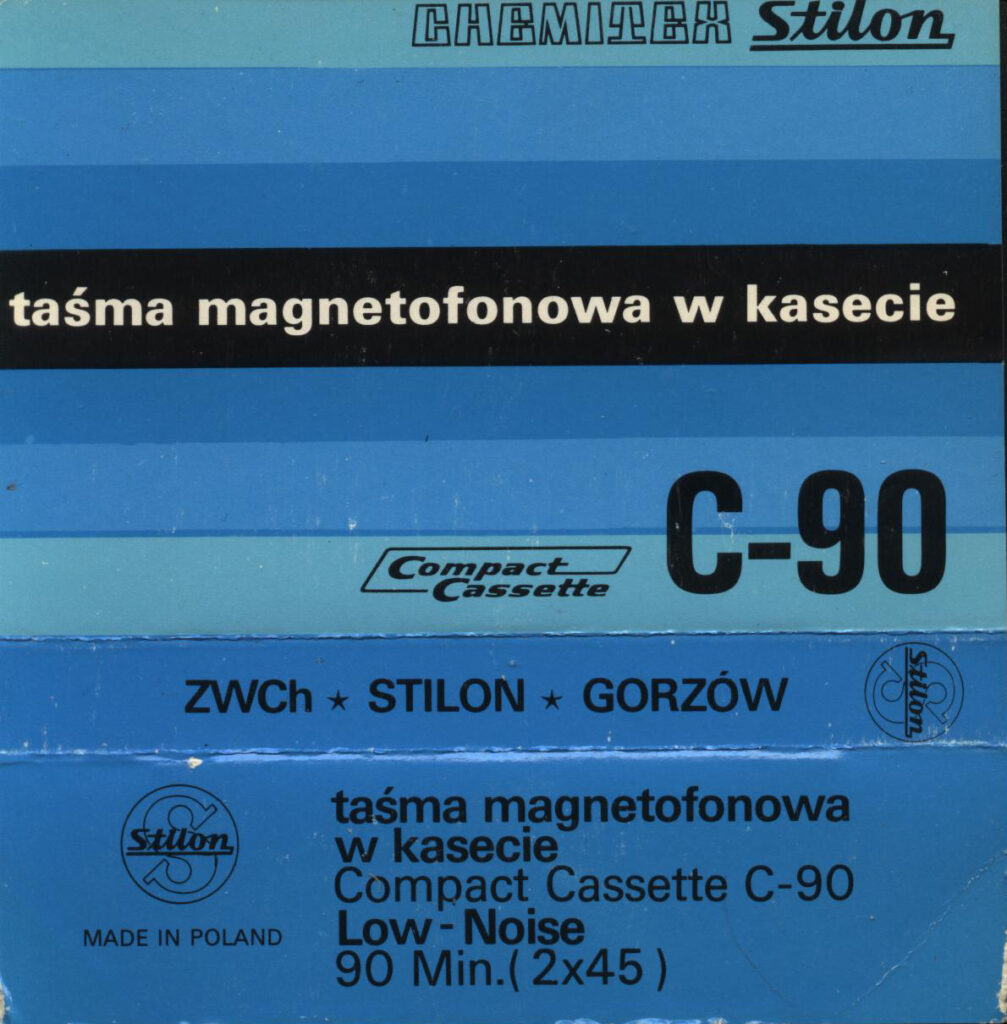 CHEMITEX Stilon
taśma magnetofonowa w kasecie
C-90
Compact
Cassette
ZWCh ★ STILON ★ GORZÓW
Stilon
Stilon
MADE IN POLAND
taśma magnetofonowa
w kasecie
Compact Cassette C-90
Low-Noise
90 Min.(2x45)